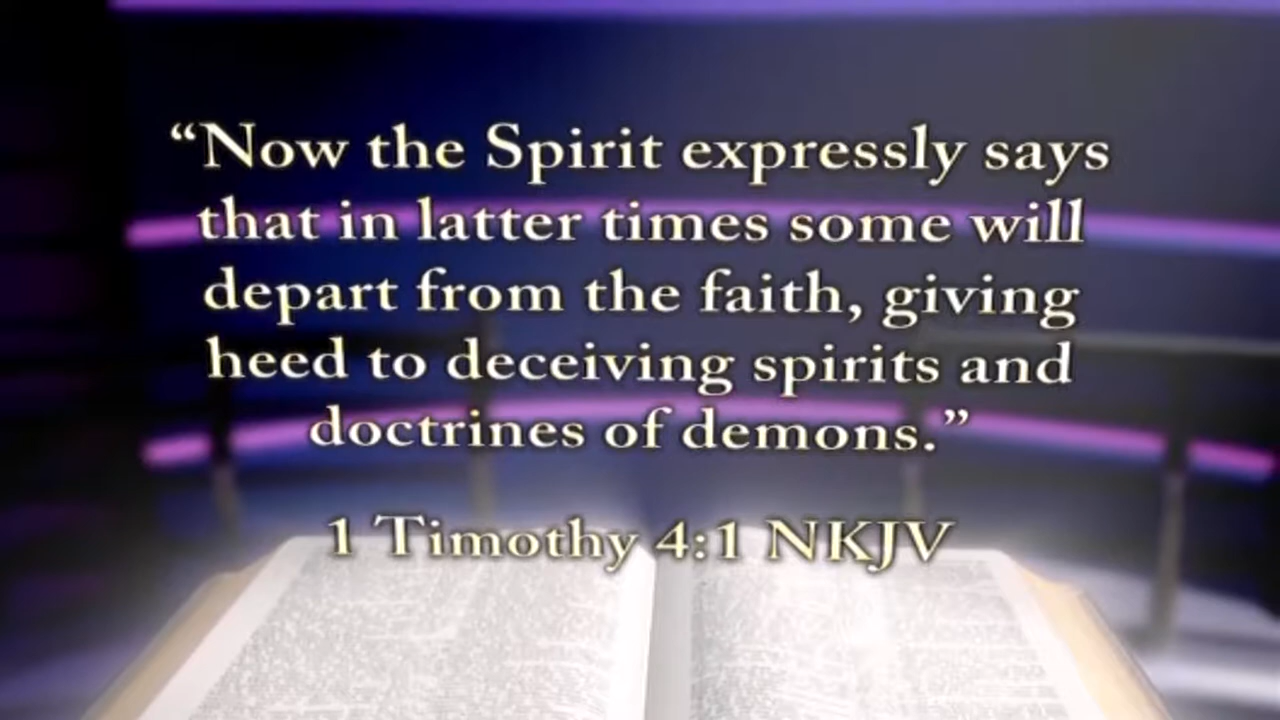 “Now the Spirit expressly says
that in latter times some will
depart from the faith, giving
heed to deceiving spirits and
doctrines of demons.”
1 Timothy 4:1 NKJV